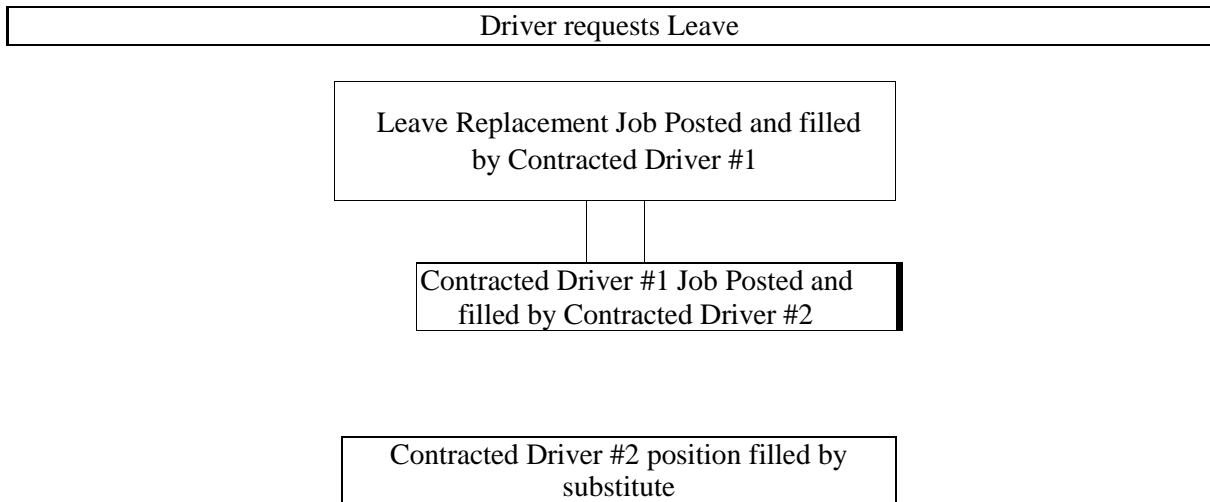 Driver requests Leave
Leave Replacement Job Posted and filled
by Contracted Driver #1
Contracted Driver #1 Job Posted and
filled by Contracted Driver #2
Contracted Driver #2 position filled by
substitute